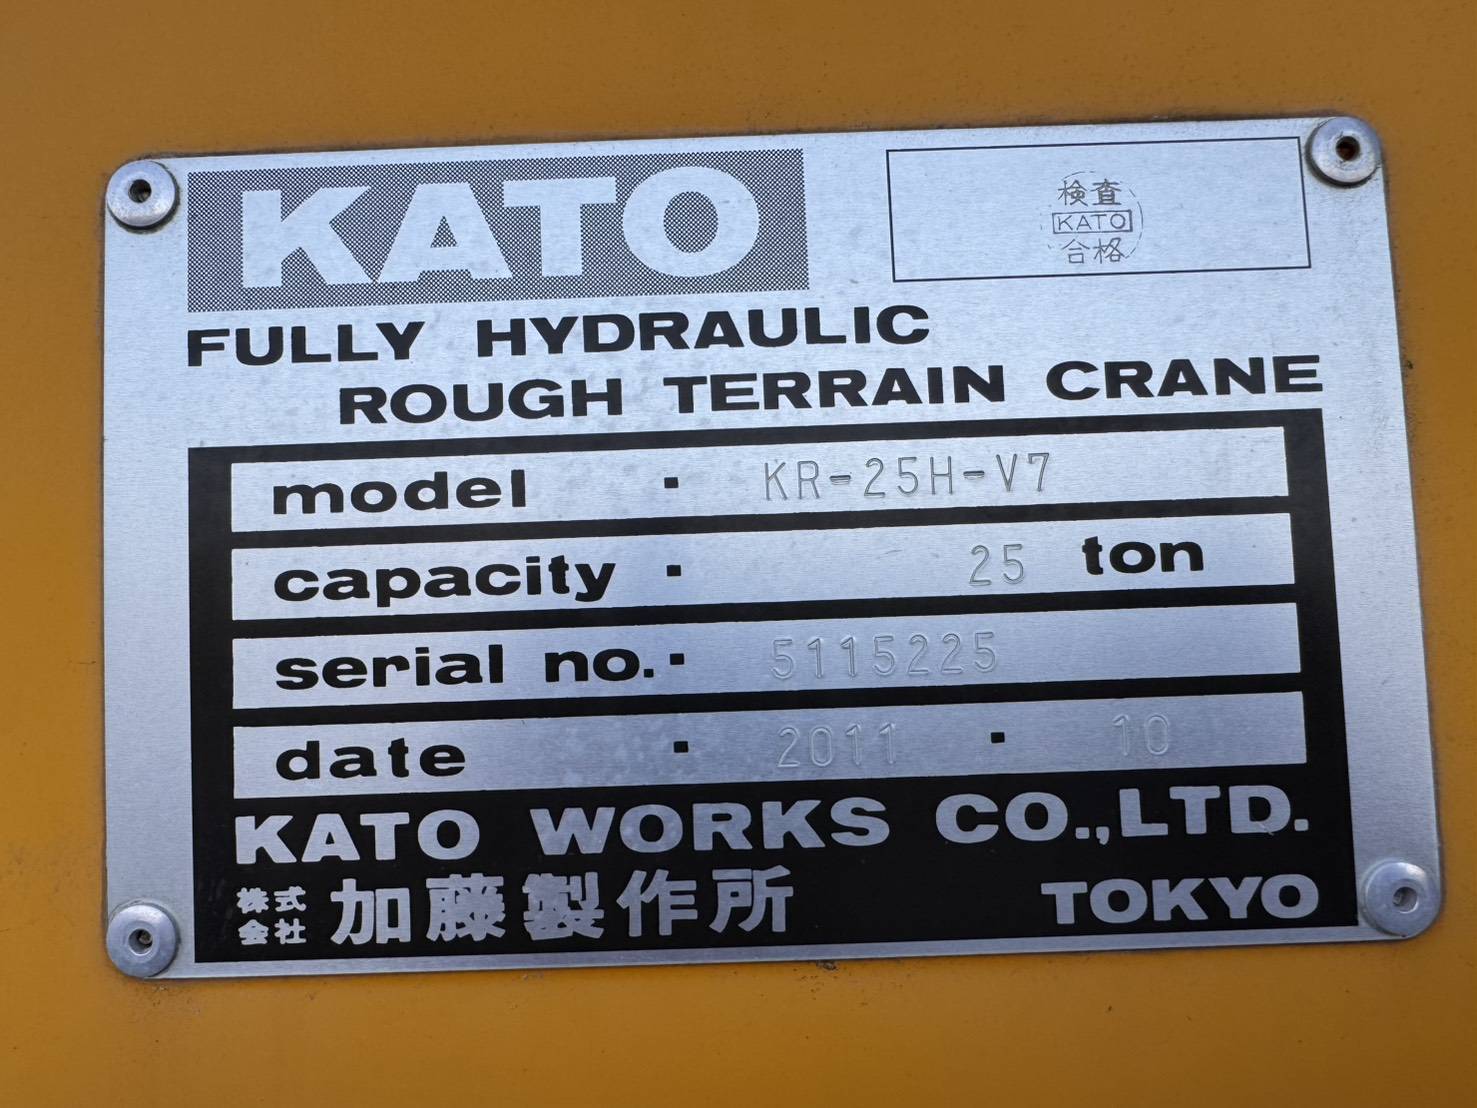 KATO
検査
KATO
合格
FULLY HYDRAULIC
ROUGH TERRAIN CRANE
model · KR-25H-V7
capacity · 25 ton
serial no. · 5115225
date · 2011 · 10
KATO WORKS CO.,LTD.
株式会社 加藤製作所 TOKYO